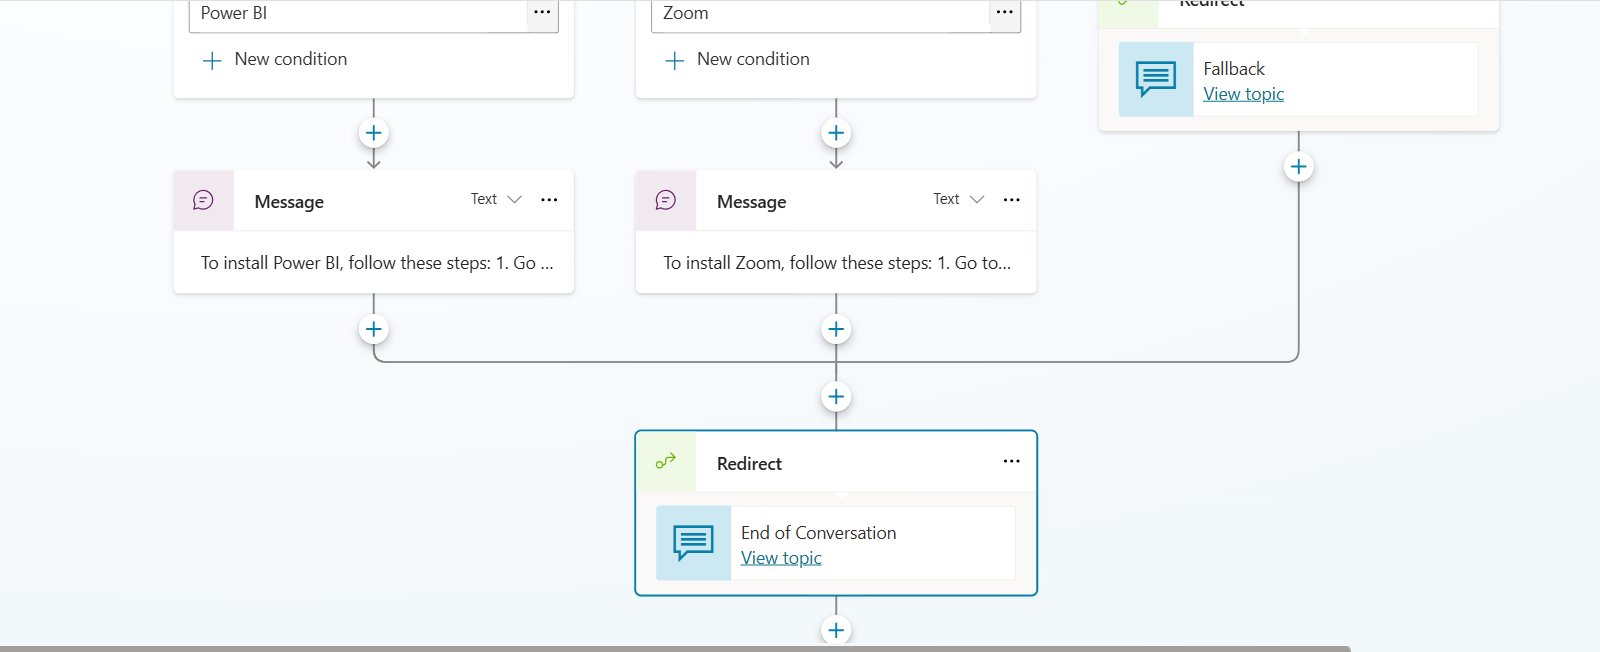 Power BI
New condition
Zoom
New condition
Redirect
Fallback
View topic
Message
Text
To install Power BI, follow these steps: 1. Go ...
Message
Text
To install Zoom, follow these steps: 1. Go to...
Redirect
End of Conversation
View topic